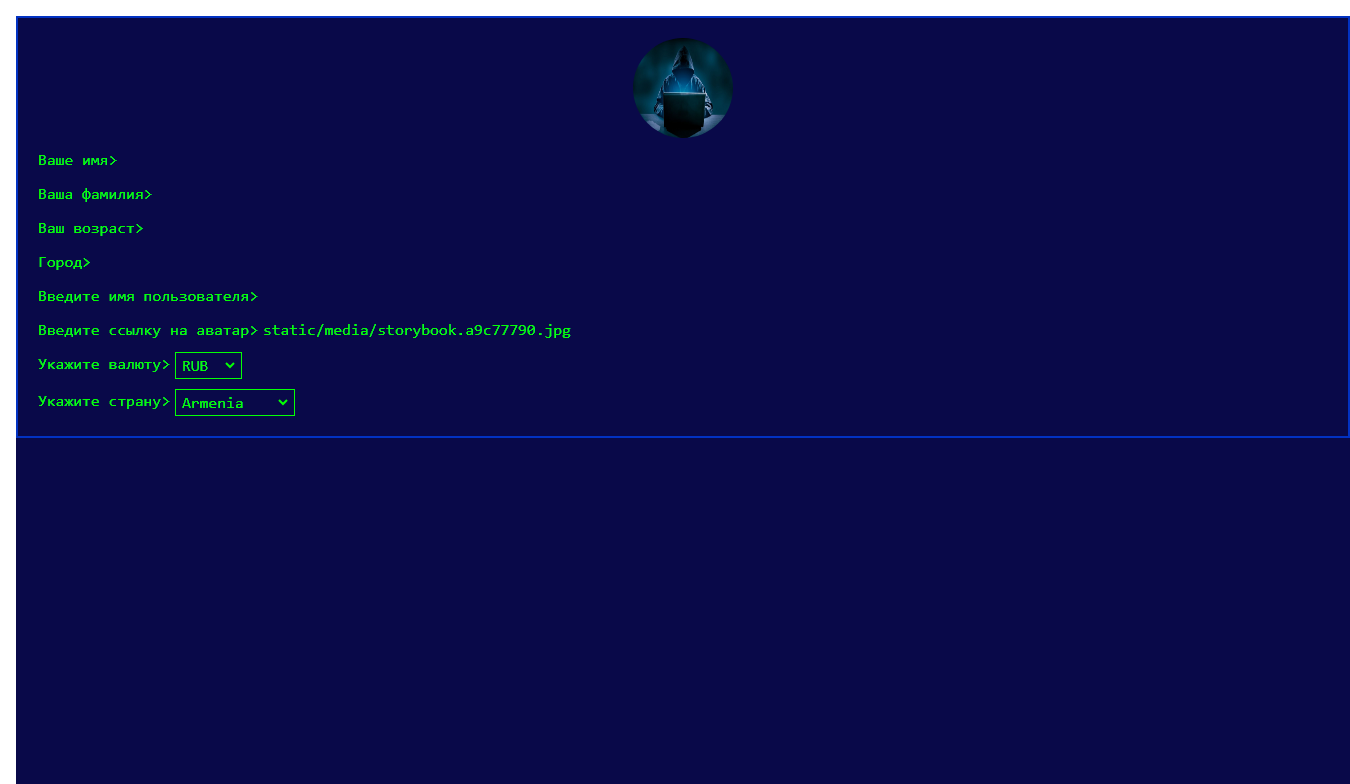 Ваше имя>
Ваша фамилия>
Ваш возраст>
Город>
Введите имя пользователя>
Введите ссылку на аватар> static/media/storybook.a9c77790.jpg
Укажите валюту> RUB
Укажите страну> Armenia